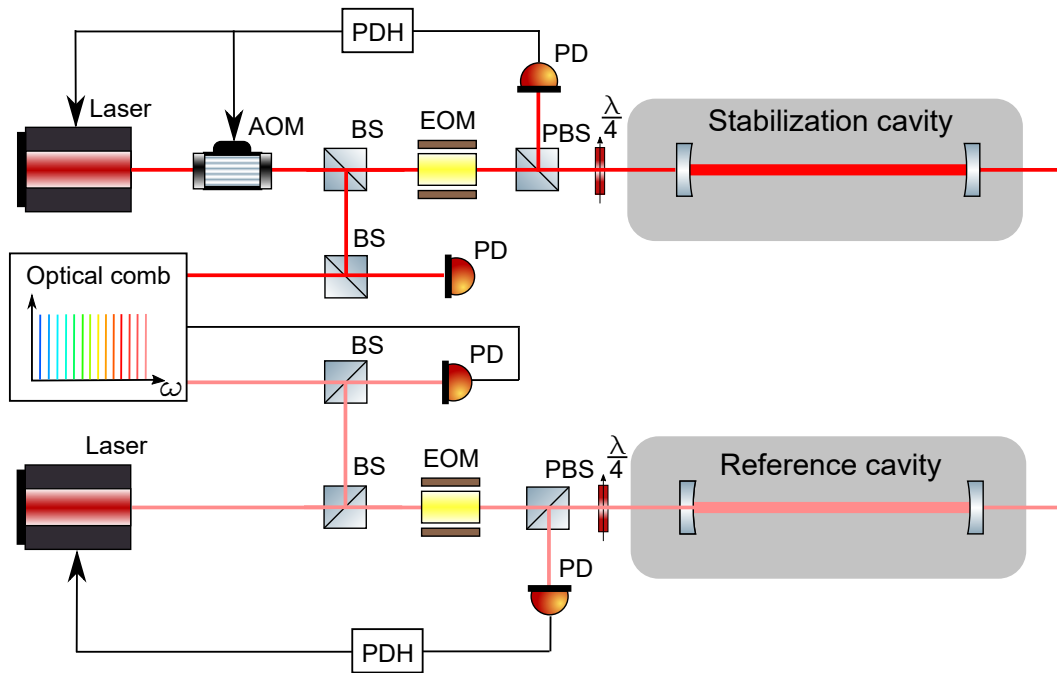 PDH
PD
Laser
AOM
BS
EOM
PBS
λ/4
Stabilization cavity
BS
PD
Optical comb
ω
BS
PD
Laser
BS
EOM
PBS
λ/4
Reference cavity
PD
PDH